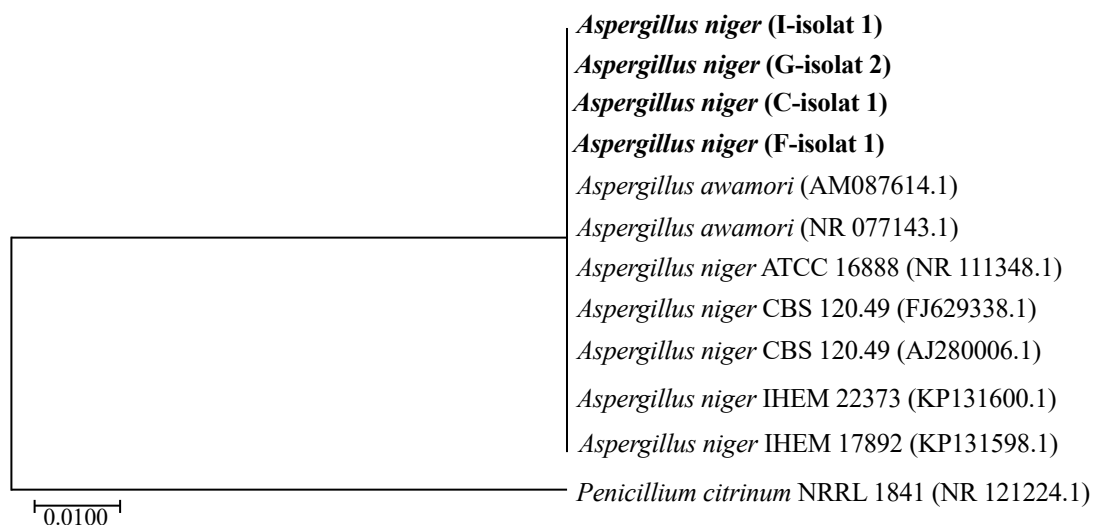 Aspergillus niger (I-isolat 1)
Aspergillus niger (G-isolat 2)
Aspergillus niger (C-isolat 1)
Aspergillus niger (F-isolat 1)
Aspergillus awamori (AM087614.1)
Aspergillus awamori (NR 077143.1)
Aspergillus niger ATCC 16888 (NR 111348.1)
Aspergillus niger CBS 120.49 (FJ629338.1)
Aspergillus niger CBS 120.49 (AJ280006.1)
Aspergillus niger IHEM 22373 (KP131600.1)
Aspergillus niger IHEM 17892 (KP131598.1)
Penicillium citrinum NRRL 1841 (NR 121224.1)
0.0100